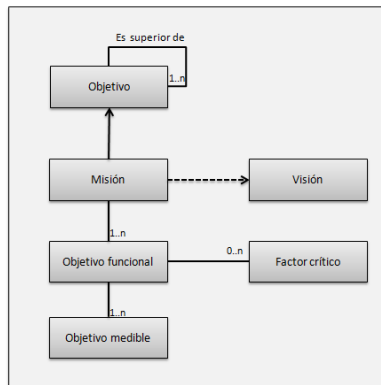 Es superior de
1..n
Objetivo
Misión
Visión
1..n
0..n
Objetivo funcional
Factor crítico
1..n
Objetivo medible